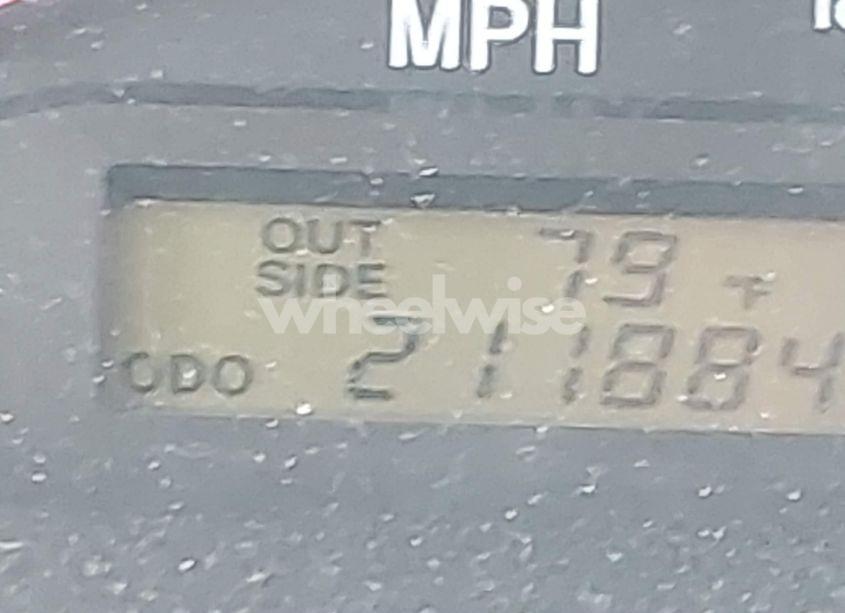 MPH
OUT 79 °F
SIDE
wheelwise
ODO 211884